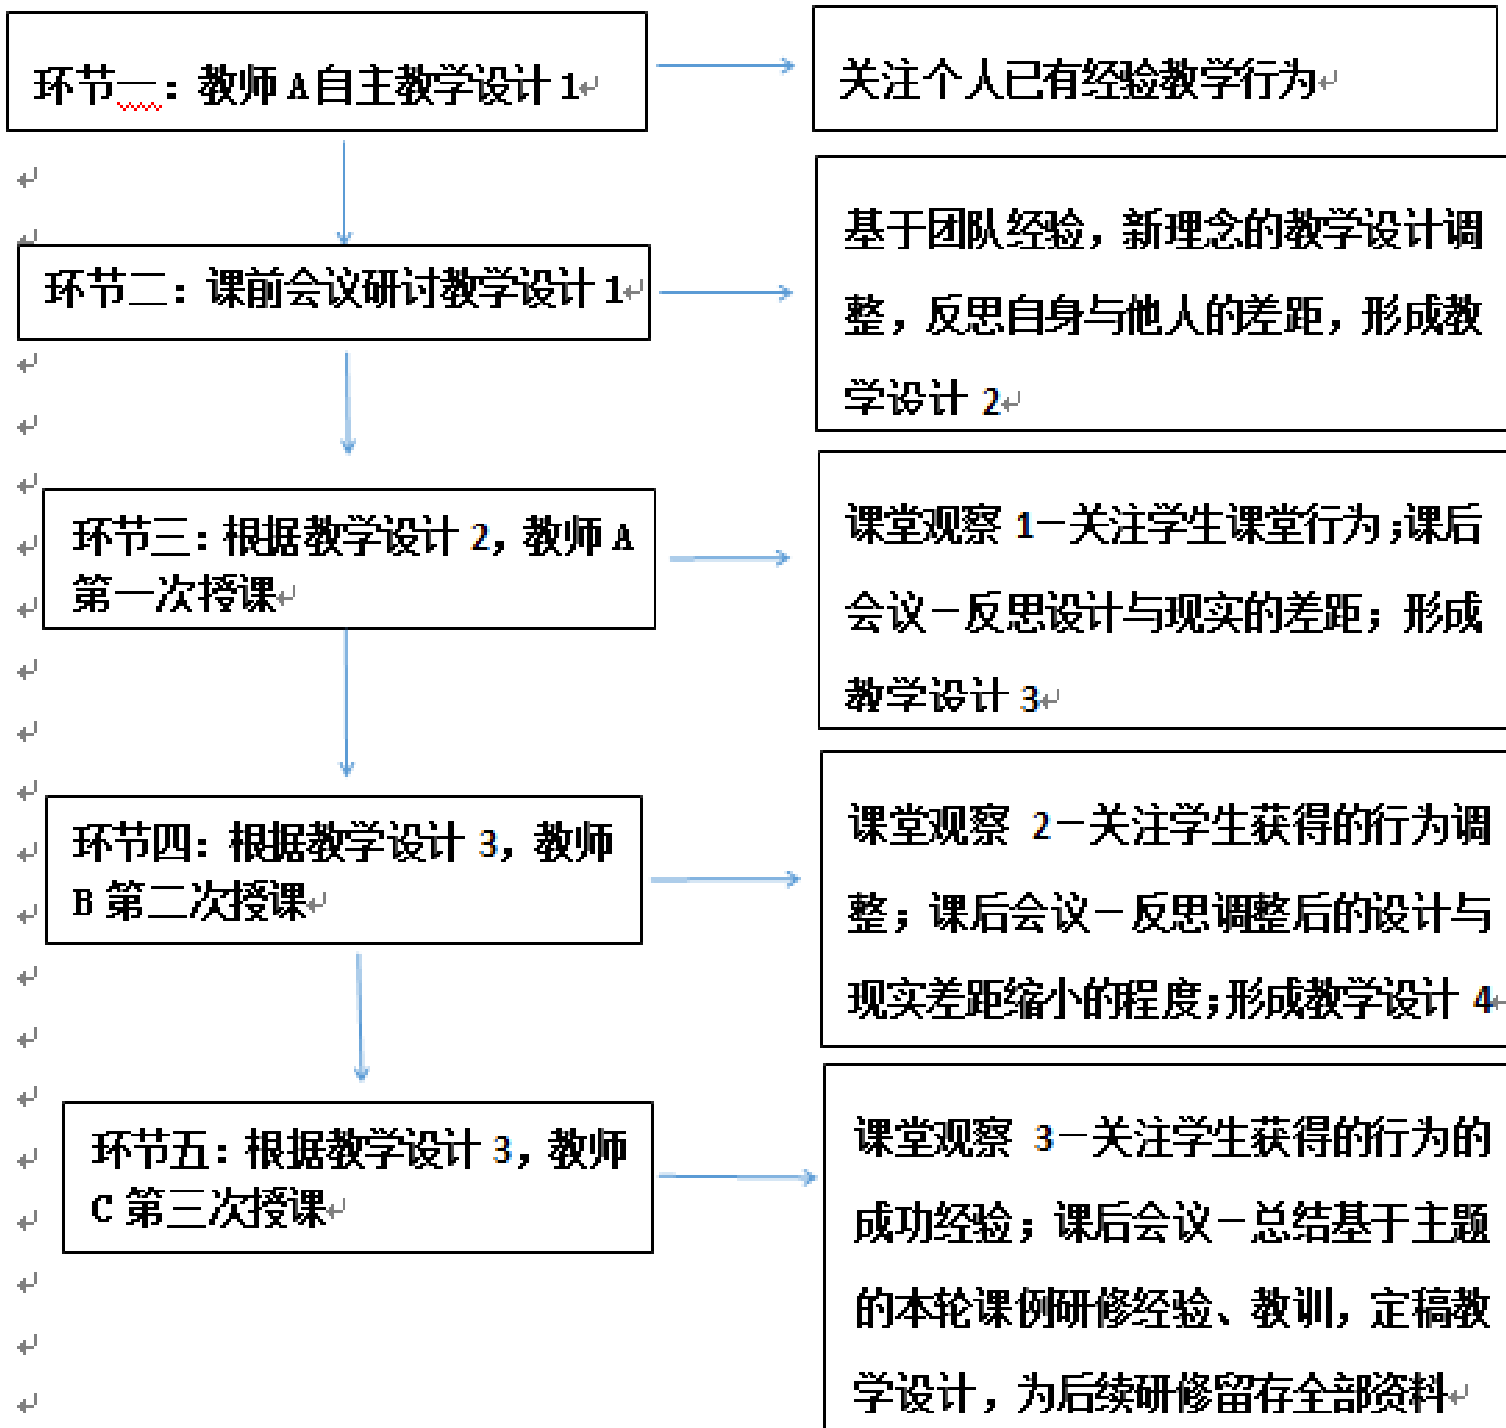 环节一：教师A自主教学设计1
关注个人已有经验教学行为
环节二：课前会议研讨教学设计1
基于团队经验，新理念的教学设计调
整，反思自身与他人的差距，形成教
学设计2
环节三：根据教学设计2，教师A
第一次授课
课堂观察 1－关注学生课堂行为；课后
会议－反思设计与现实的差距；形成
教学设计3
环节四：根据教学设计3，教师
B第二次授课
课堂观察 2－关注学生获得的行为调
整；课后会议－反思调整后的设计与
现实差距缩小的程度；形成教学设计4
环节五：根据教学设计3，教师
C第三次授课
课堂观察 3－关注学生获得的行为的
成功经验；课后会议－总结基于主题
的本轮课例研修经验、教训，定稿教
学设计，为后续研修留存全部资料